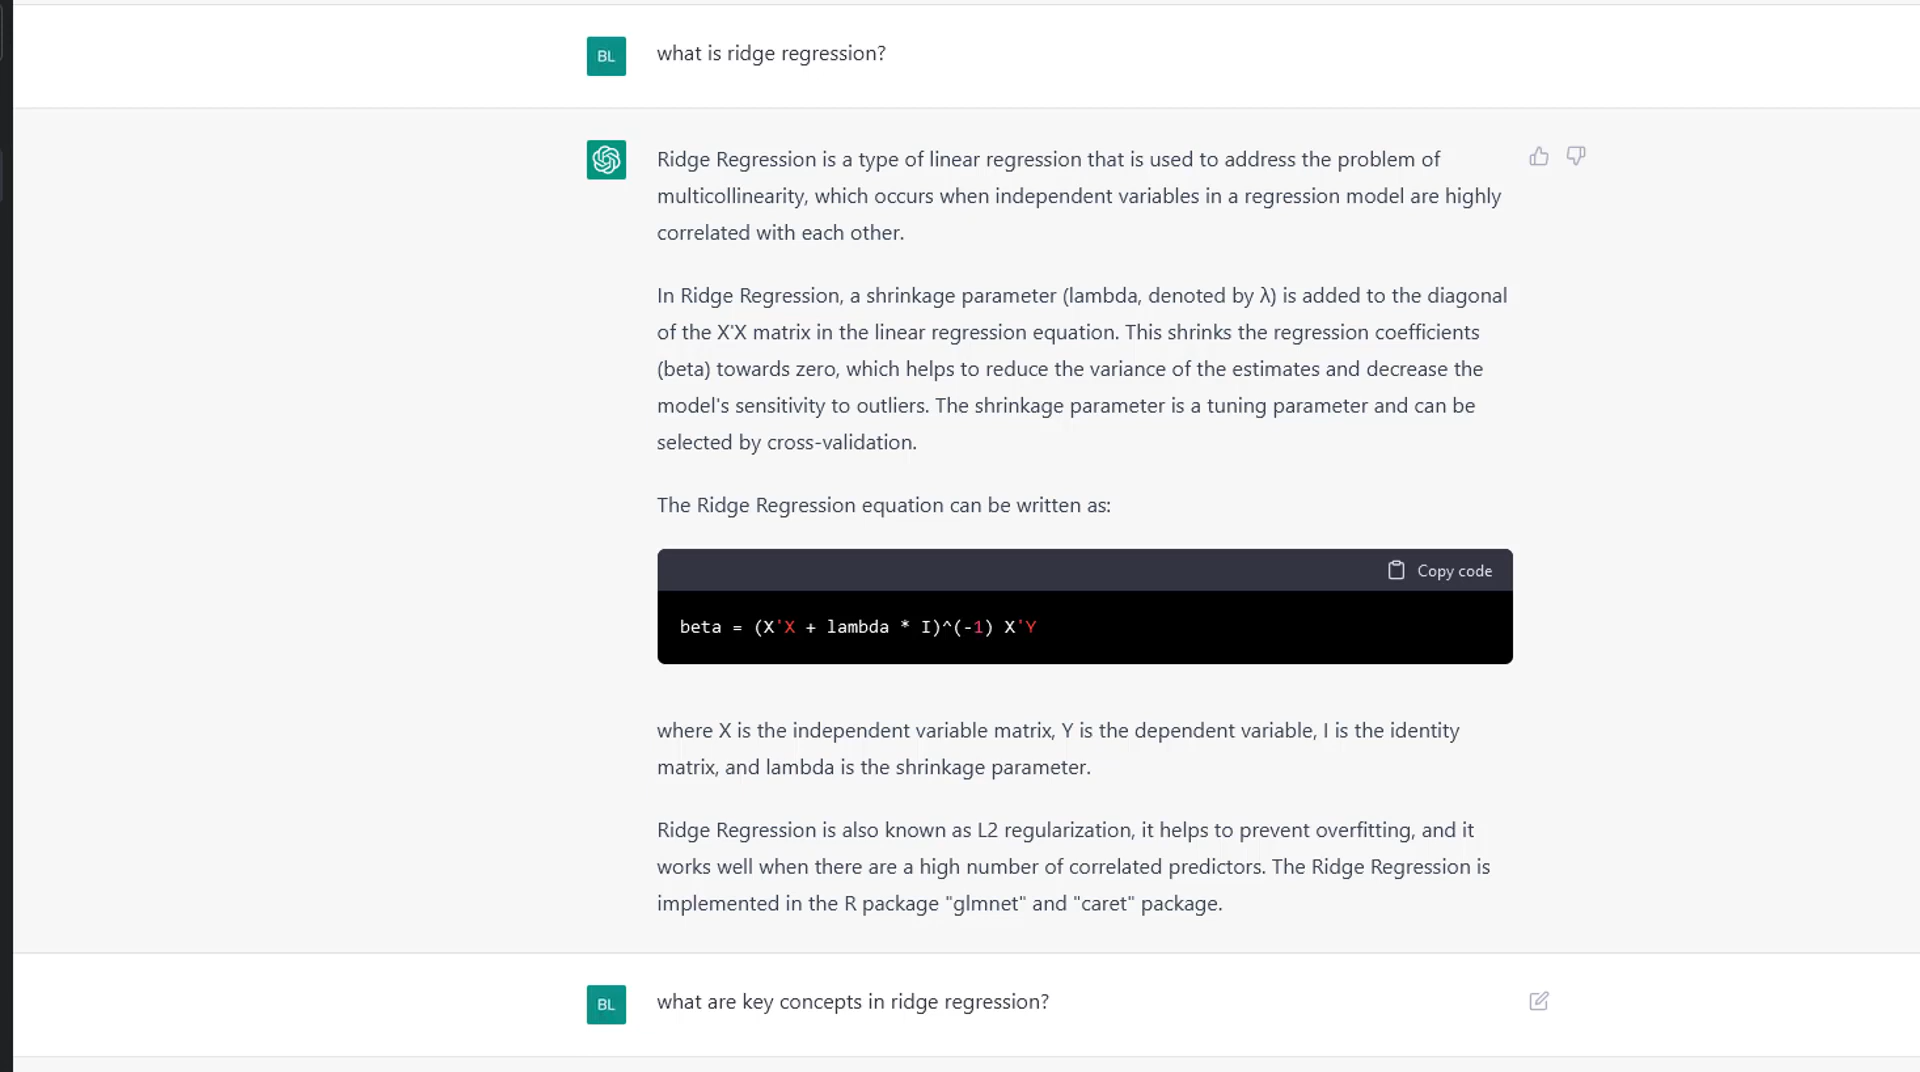 BL
what is ridge regression?
Ridge Regression is a type of linear regression that is used to address the problem of
multicollinearity, which occurs when independent variables in a regression model are highly
correlated with each other.
In Ridge Regression, a shrinkage parameter (lambda, denoted by λ) is added to the diagonal
of the X'X matrix in the linear regression equation. This shrinks the regression coefficients
(beta) towards zero, which helps to reduce the variance of the estimates and decrease the
model's sensitivity to outliers. The shrinkage parameter is a tuning parameter and can be
selected by cross-validation.
The Ridge Regression equation can be written as:
Copy code
beta = (X'X + lambda * I)^(-1) X'Y
where X is the independent variable matrix, Y is the dependent variable, I is the identity
matrix, and lambda is the shrinkage parameter.
Ridge Regression is also known as L2 regularization, it helps to prevent overfitting, and it
works well when there are a high number of correlated predictors. The Ridge Regression is
implemented in the R package "glmnet" and "caret" package.
BL
what are key concepts in ridge regression?